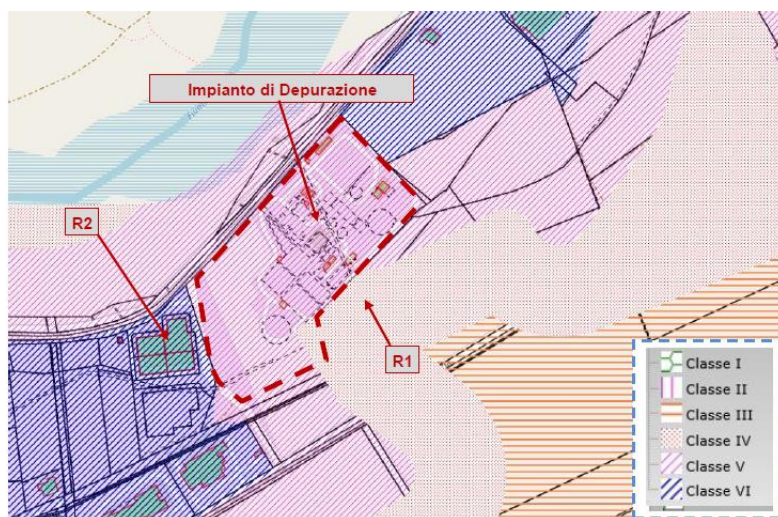 Impianto di Depurazione
R2
R1
Classe I
Classe II
Classe III
Classe IV
Classe V
Classe VI